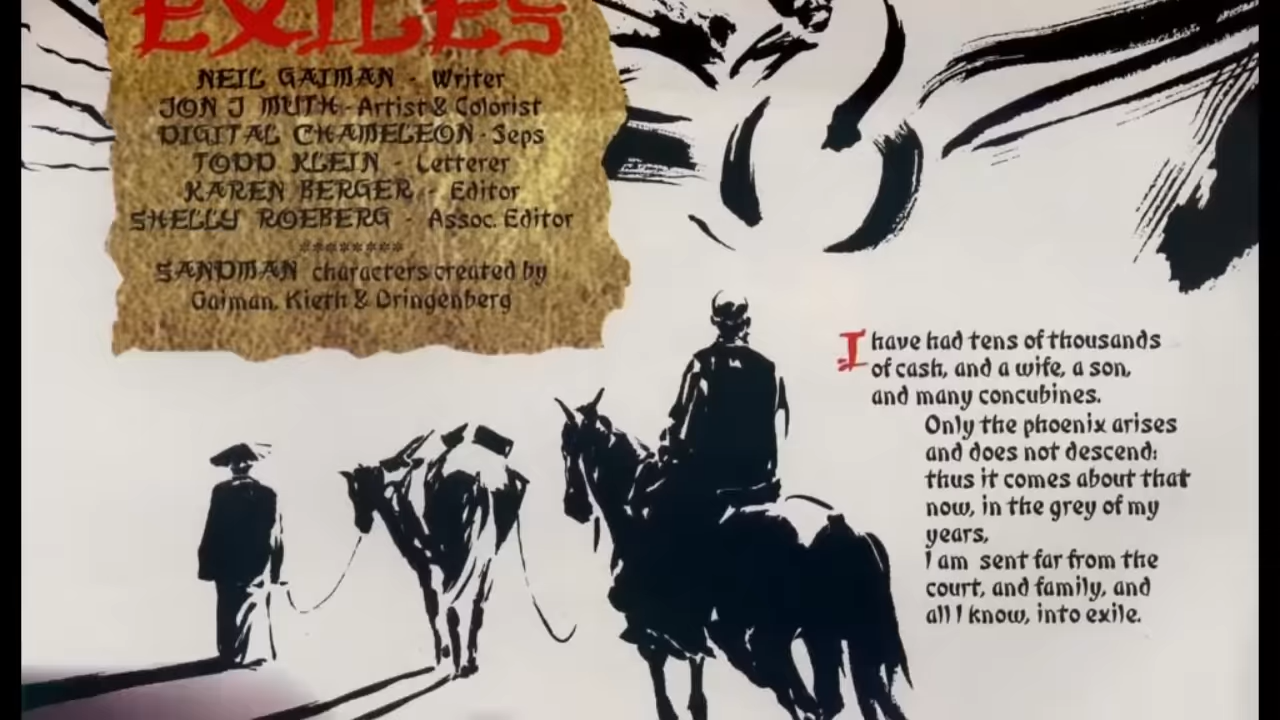 EXILES
NEIL GAIMAN - Writer
JON J MUTH - Artist & Colorist
DIGITAL CHAMELEON - Seps
TODD KLEIN - Letterer
KAREN BERGER - Editor
SHELLY ROEBERG - Assoc. Editor
********
SANDMAN characters created by
Gaiman, Kieth & Dringenberg
I have had tens of thousands
of cash, and a wife, a son,
and many concubines.
Only the phoenix arises
and does not descend:
thus it comes about that
now, in the grey of my
years,
I am sent far from the
court, and family, and
all I know, into exile.